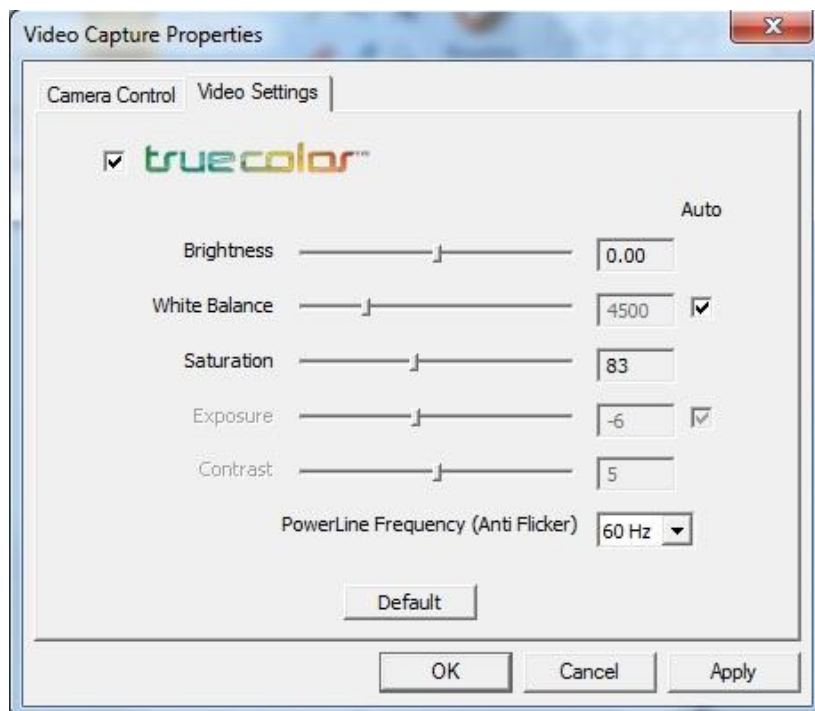 Video Capture Properties
Camera Control Video Settings
truecolor™
Auto
Brightness 0.00
White Balance 4500
Saturation 83
Exposure -6
Contrast 5
PowerLine Frequency (Anti Flicker) 60 Hz
Default
OK Cancel Apply